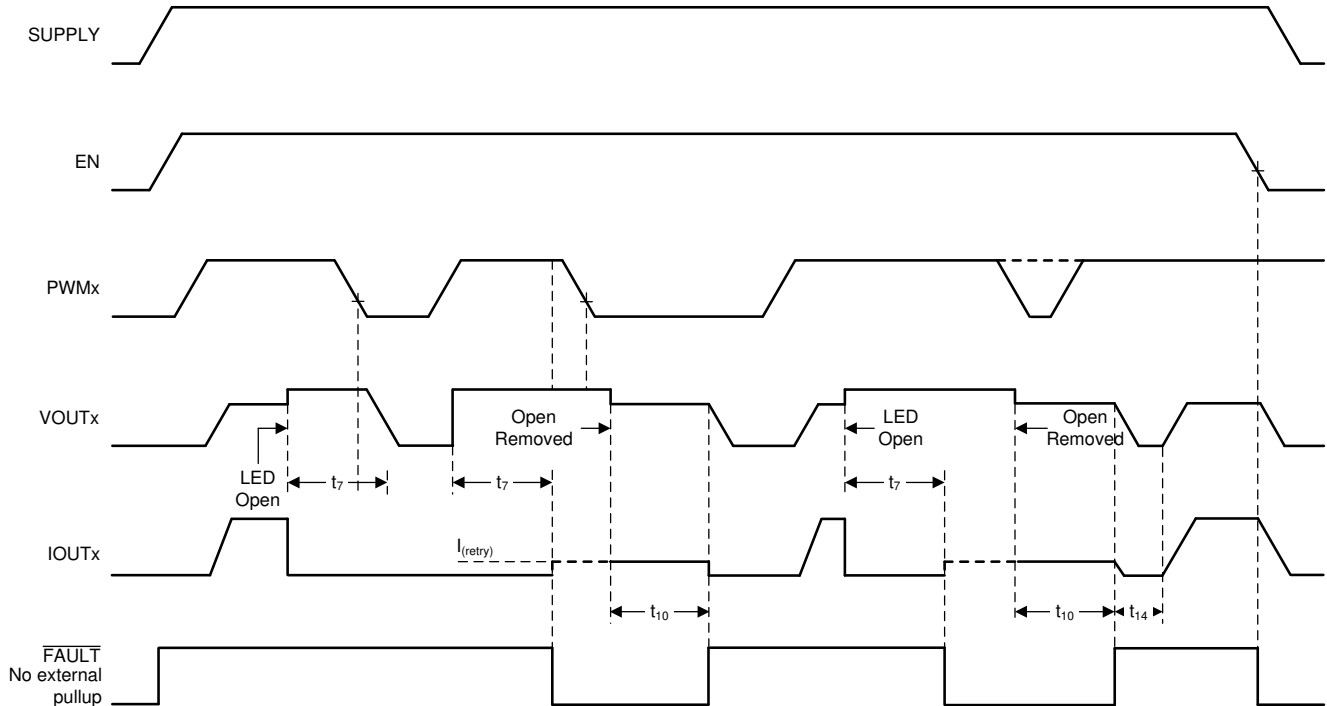 SUPPLY
EN
PWMx
VOUTx
LED
Open
Open
Removed
LED
Open
Open
Removed
t7
t7
t7
IOUTx
I(retry)
t10
t10
t14
FAULT
No external
pullup